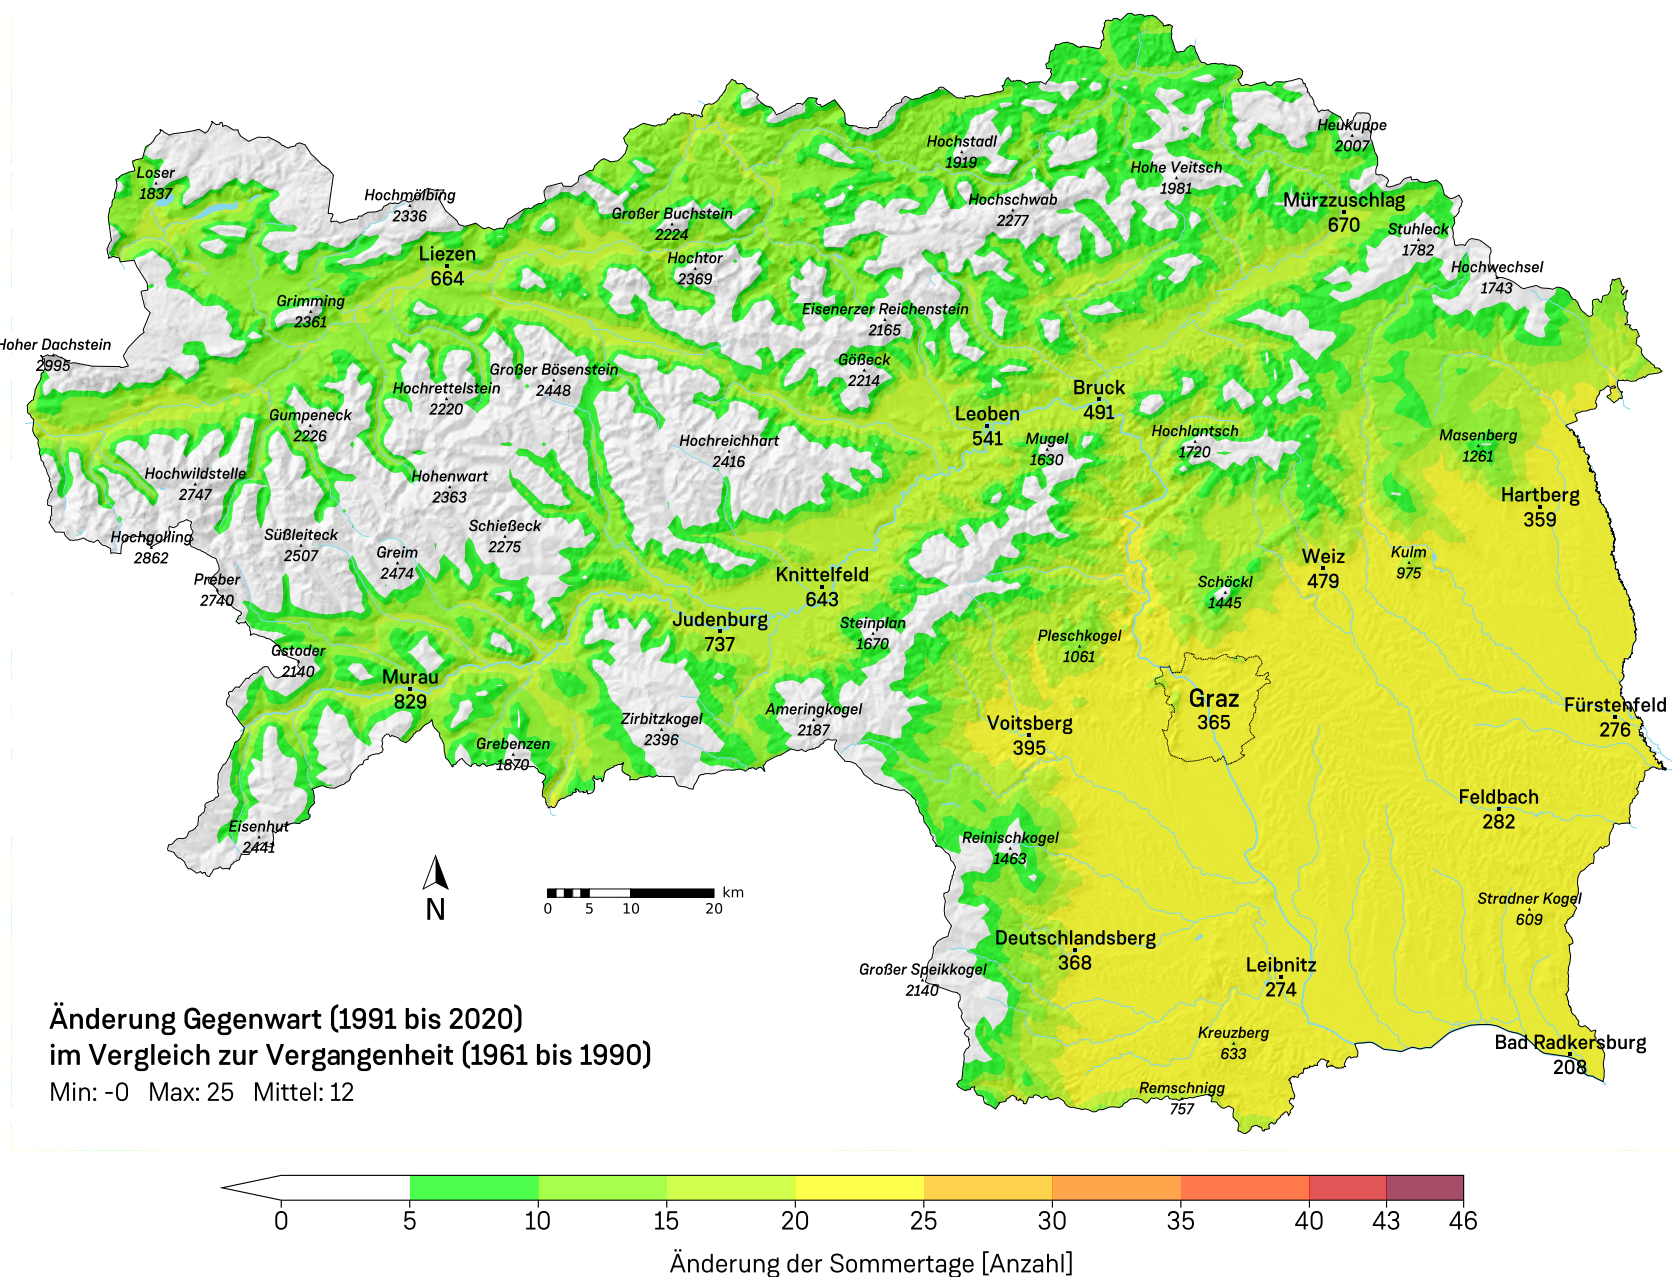 Heukuppe
2007
Hochstadl
1919
Hohe Veitsch
1981
Loser
1837
Hochmölbing
2336
Hochschwab
2277
Mürzzuschlag
670
Großer Buchstein
2224
Stuhleck
1782
Liezen
664
Hochtor
2369
Hochwechsel
1743
Grimming
2361
Eisenerzer Reichenstein
2165
Hoher Dachstein
2995
Gößeck
2214
Großer Bösenstein
2448
Hochrettelstein
2220
Bruck
491
Gumpeneck
2226
Leoben
541
Hochreichhart
2416
Mugel
1630
Hochlantsch
1720
Masenberg
1261
Hochwildstelle
2747
Hohenwart
2363
Hartberg
359
Hochgolling
2862
Süßleiteck
2507
Schießeck
2275
Greim
2474
Kulm
975
Weiz
479
Preber
2740
Knittelfeld
643
Schöckl
1445
Judenburg
737
Steinplan
1670
Pleschkogel
1061
Gstoder
2140
Murau
829
Graz
365
Zirbitzkogel
2396
Ameringkogel
2187
Voitsberg
395
Fürstenfeld
276
Grebenzen
1870
Feldbach
282
Eisenhut
2441
Reinischkogel
1463
N
km
0 5 10 20
Stradner Kogel
609
Deutschlandsberg
368
Großer Speikkogel
2140
Leibnitz
274
Kreuzberg
633
Bad Radkersburg
208
Remschnigg
757
Änderung Gegenwart (1991 bis 2020)
im Vergleich zur Vergangenheit (1961 bis 1990)
Min: -0 Max: 25 Mittel: 12
0 5 10 15 20 25 30 35 40 43 46
Änderung der Sommertage [Anzahl]